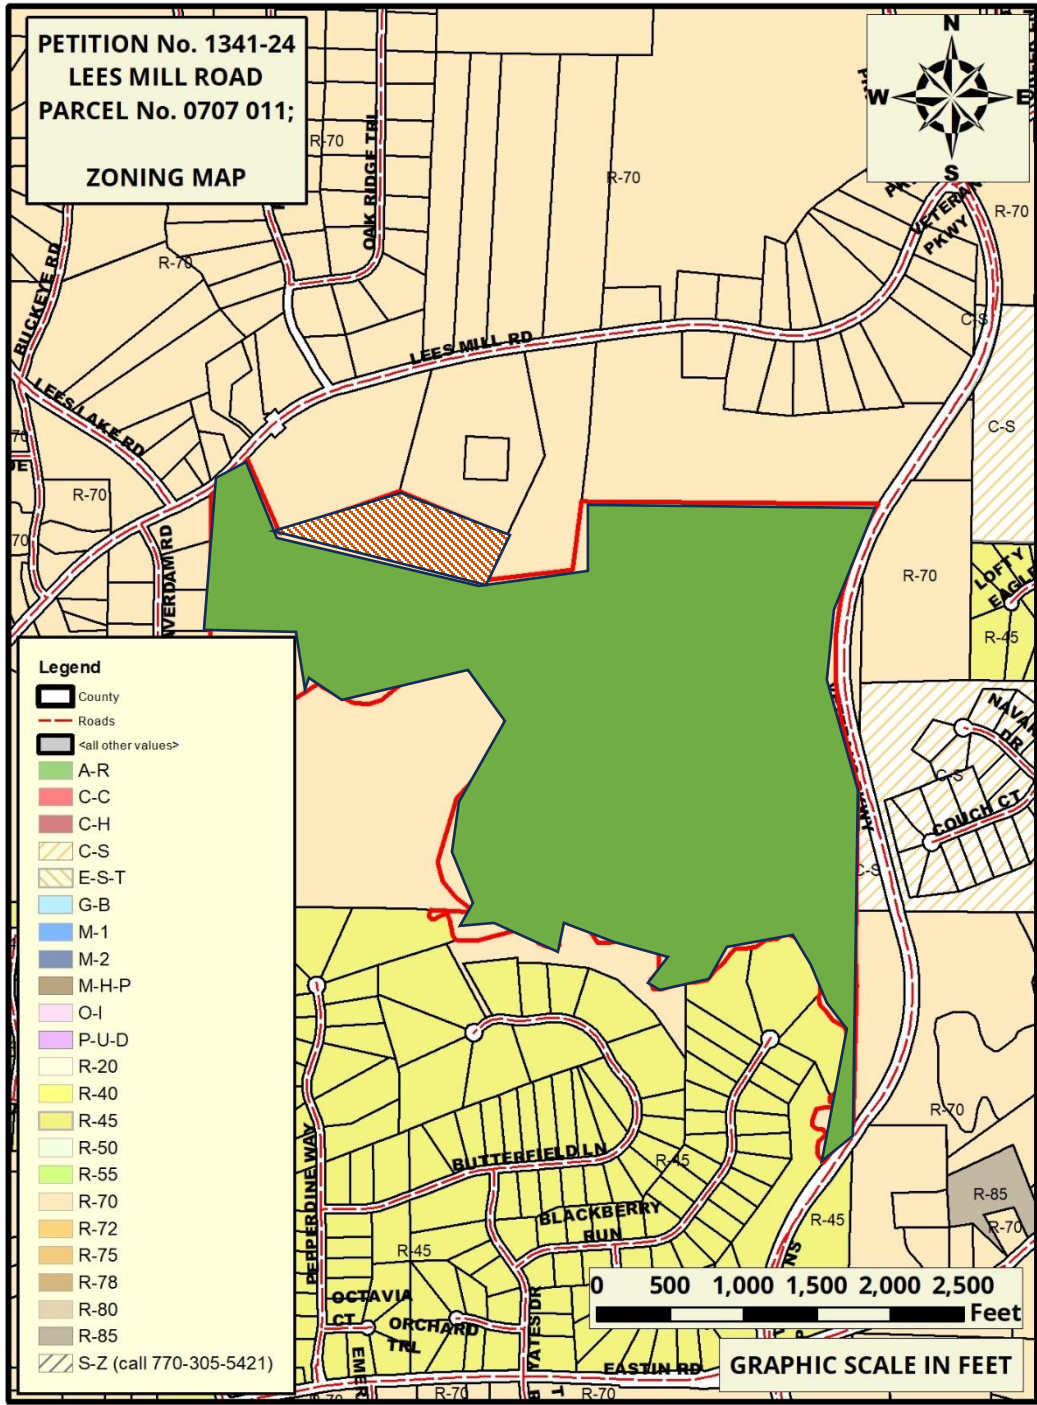 PETITION No. 1341-24
LEES MILL ROAD
PARCEL No. 0707 011;
ZONING MAP
N
W
E
S
R-70
OAK RIDGE TRL
R-70
VETERAN
PKWY
R-70
R-70
BUCKEYE RD
C-S
LEES MILL RD
LEES LAKE RD
C-S
R-70
R-70
LOFTY
EAGLE
R-45
Legend
County
Roads
<all other values>
A-R
C-C
C-H
C-S
E-S-T
G-B
M-1
M-2
M-H-P
O-I
P-U-D
R-20
R-40
R-45
R-50
R-55
R-70
R-72
R-75
R-78
R-80
R-85
S-Z (call 770-305-5421)
DR
C-S
COUCH CT
C-S
R-70
PEPPERDINE WAY
BUTTERFIELD LN
R-45
BLACKBERRY
RUN
R-85
R-70
R-45
R-45
OCTAVIA
CT
ORCHARD
TRL
YATES DR
EASTIN RD
R-70
R-70
0 500 1,000 1,500 2,000 2,500
Feet
GRAPHIC SCALE IN FEET